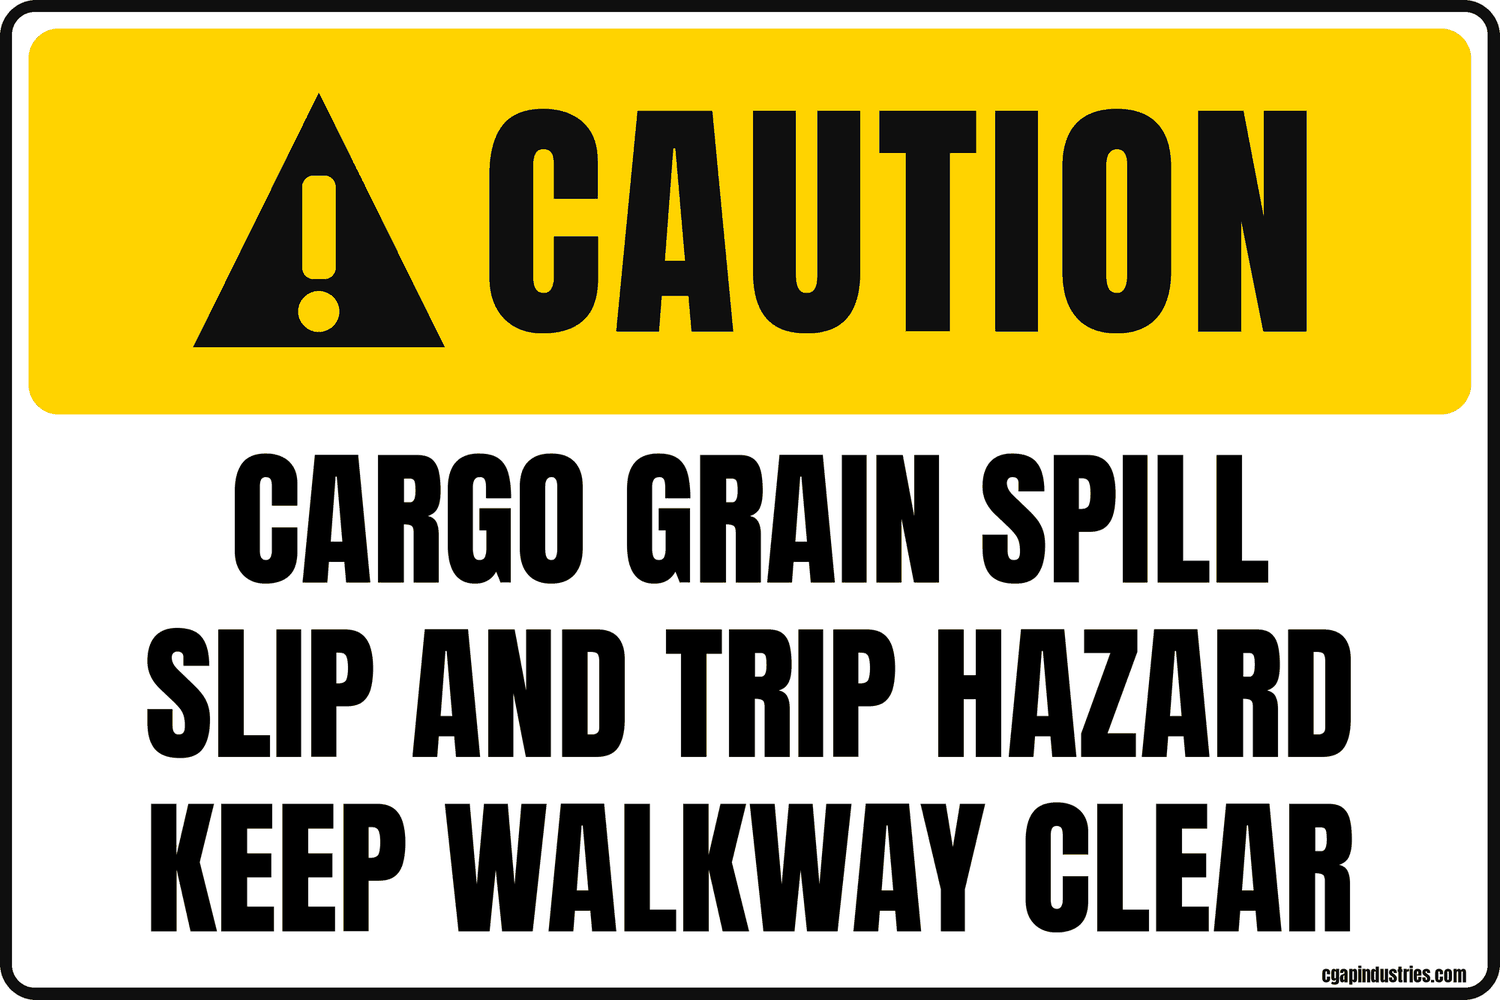 CAUTION
CARGO GRAIN SPILL
SLIP AND TRIP HAZARD
KEEP WALKWAY CLEAR
cgapindustries.com